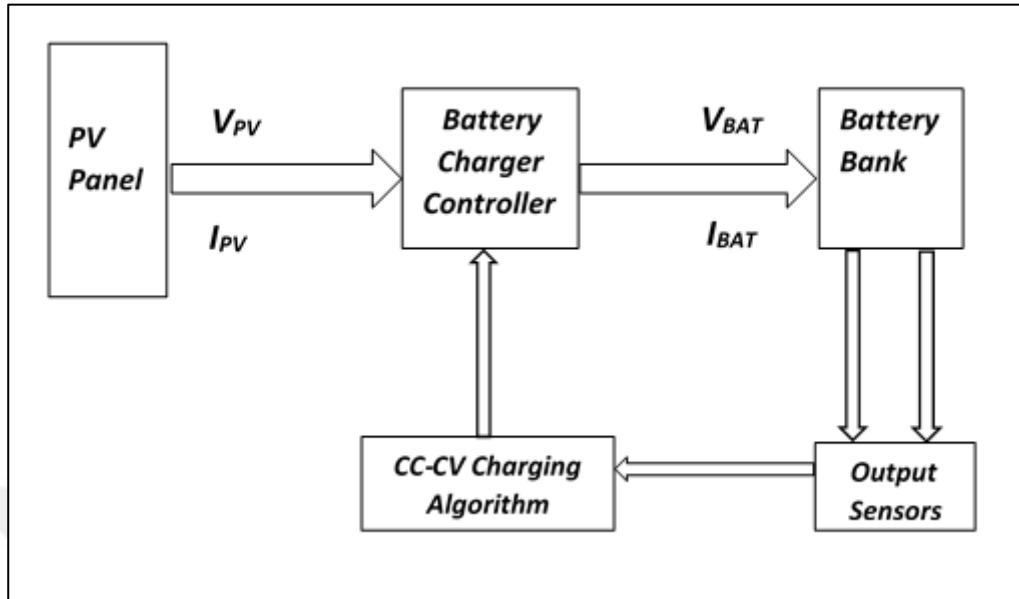 PV
Panel
VPV
IPV
Battery
Charger
Controller
VBAT
IBAT
Battery
Bank
CC-CV Charging
Algorithm
Output
Sensors